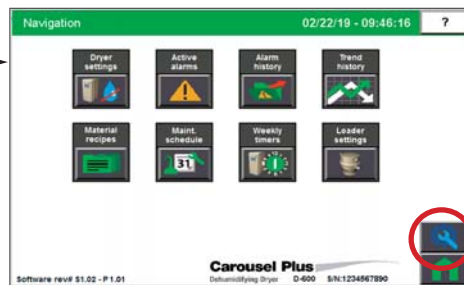 Navigation 02/22/19 - 09:46:16 ?
Dryer settings
Active alarms
Alarm history
Trend history
Material recipes
Maint. schedule
31
Weekly timers
Loader settings
Carousel Plus
Dehumidifying Dryer D-600 S/N:1234567890
Software rev# S1.02 - P1.01